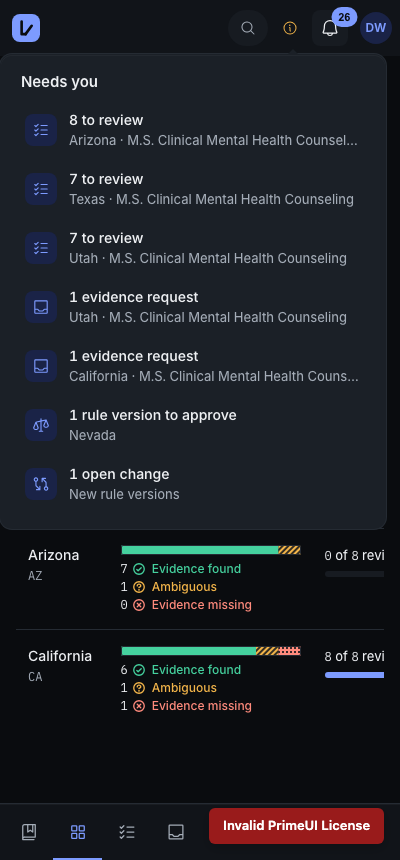 26
DW
Needs you
8 to review
Arizona · M.S. Clinical Mental Health Counsel...
7 to review
Texas · M.S. Clinical Mental Health Counseling
7 to review
Utah · M.S. Clinical Mental Health Counseling
1 evidence request
Utah · M.S. Clinical Mental Health Counseling
1 evidence request
California · M.S. Clinical Mental Health Couns...
1 rule version to approve
Nevada
1 open change
New rule versions
Arizona
AZ
7 Evidence found
1 Ambiguous
0 Evidence missing
0 of 8 revi
California
CA
6 Evidence found
1 Ambiguous
1 Evidence missing
8 of 8 revi
Invalid PrimeUI License